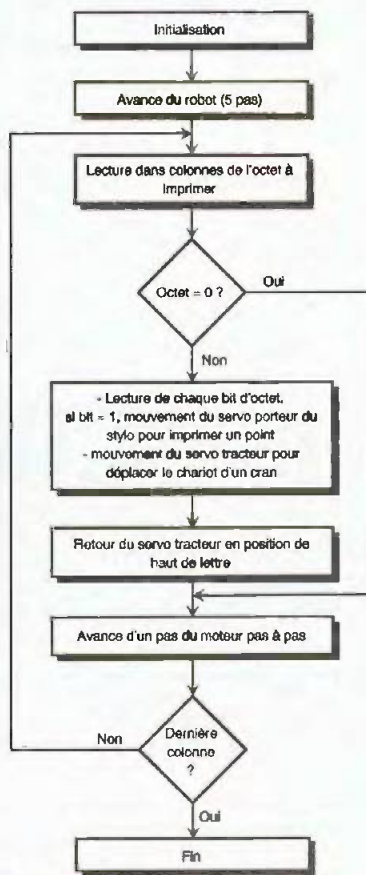 Initialisation
Avance du robot (5 pas)
Lecture dans colonnes de l'octet à
Imprimer
Octet = 0 ?
Oui
Non
- Lecture de chaque bit d'octet.
si bit = 1, mouvement du servo porteur du
stylo pour imprimer un point
- mouvement du servo tracteur pour
déplacer le chariot d'un cran
Retour du servo tracteur en position de
haut de lettre
Avance d'un pas du moteur pas à pas
Non
Dernière
colonne
?
Oui
Fin